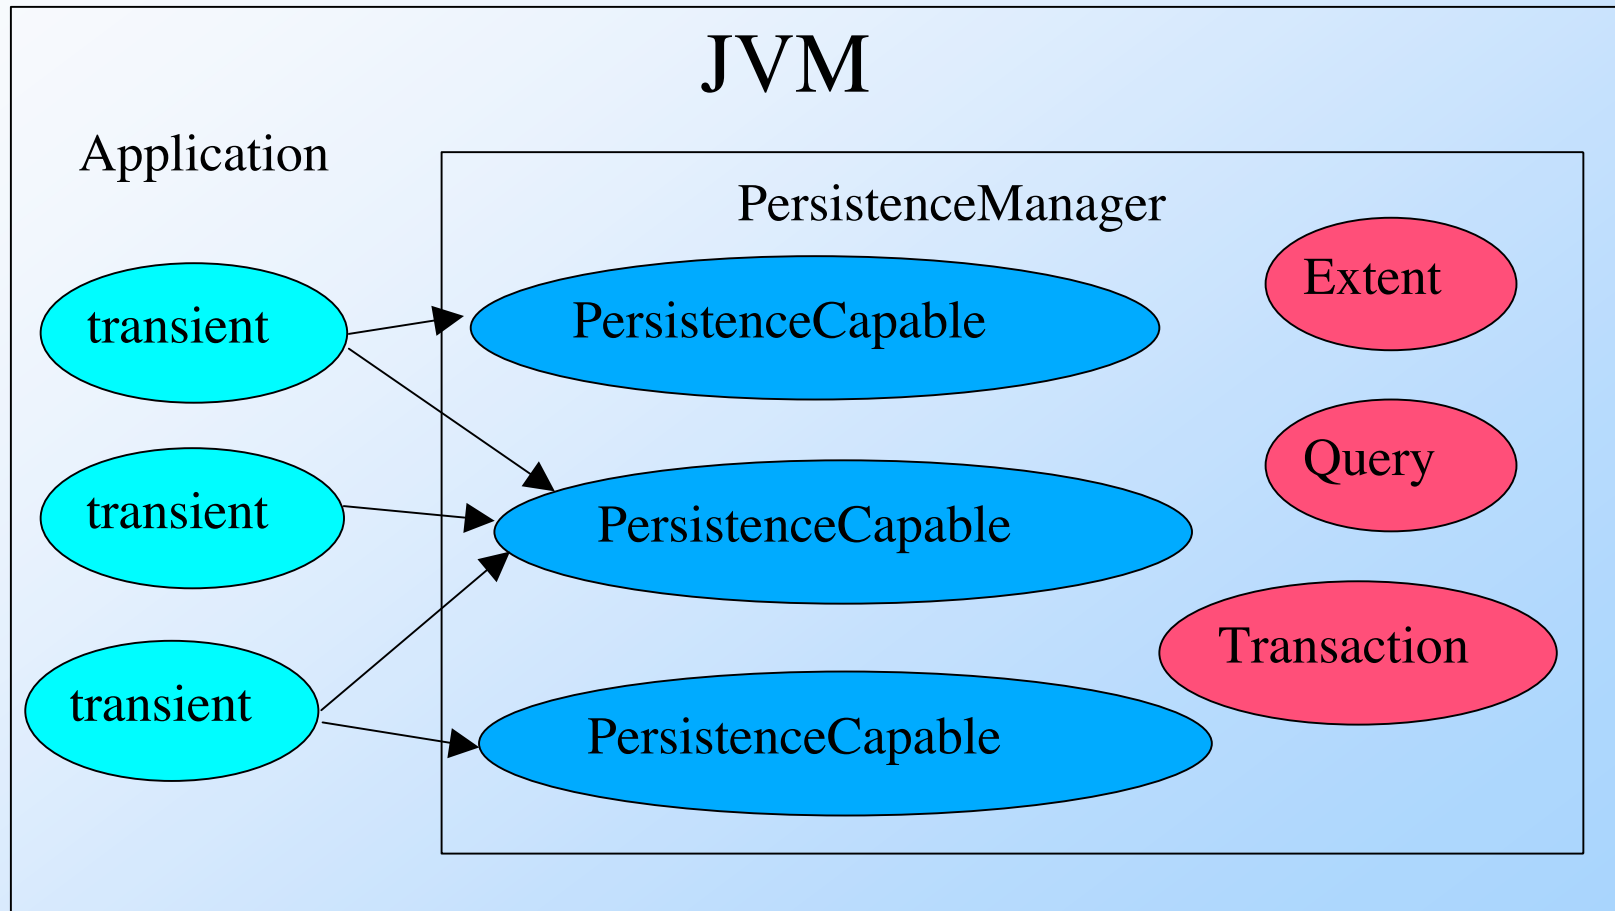 JVM
Application
PersistenceManager
transient
PersistenceCapable
Extent
transient
PersistenceCapable
Query
transient
PersistenceCapable
Transaction